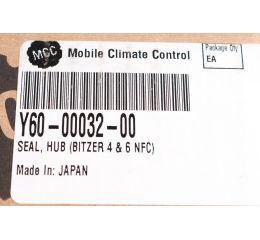 MCC Mobile Climate Control
Package Qty
EA
Y60-00032-00
SEAL, HUB (BITZER 4 & 6 NFC)
Made In: JAPAN